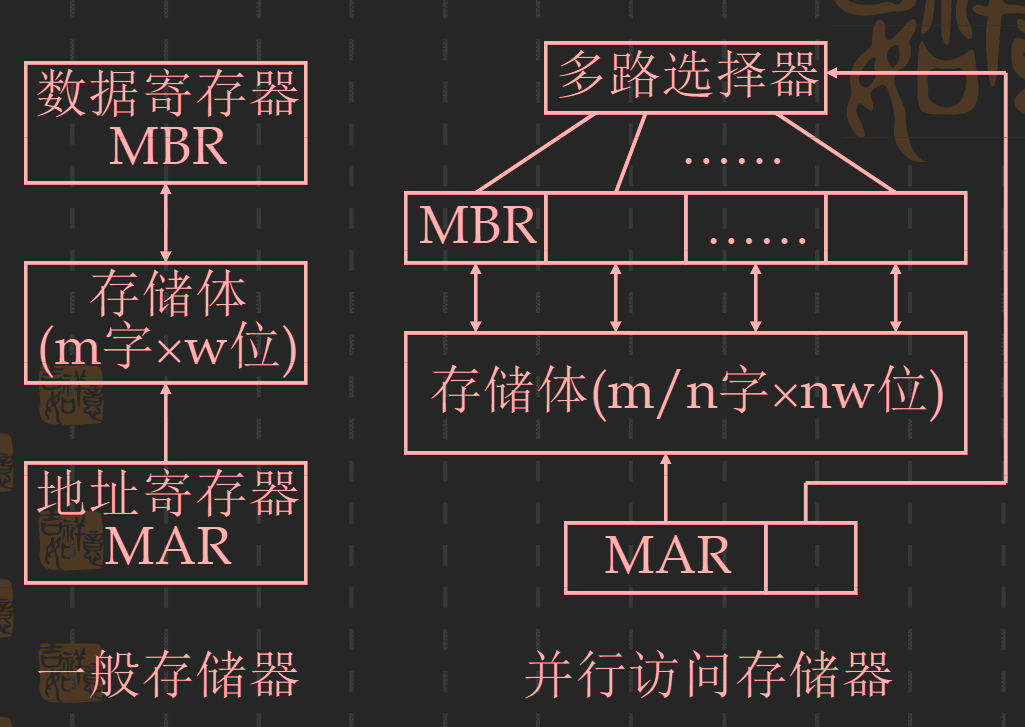 数据寄存器
MBR
存储体
(m字×w位)
地址寄存器
MAR
一般存储器
多路选择器
……
MBR
……
存储体(m/n字×nw位)
MAR
并行访问存储器